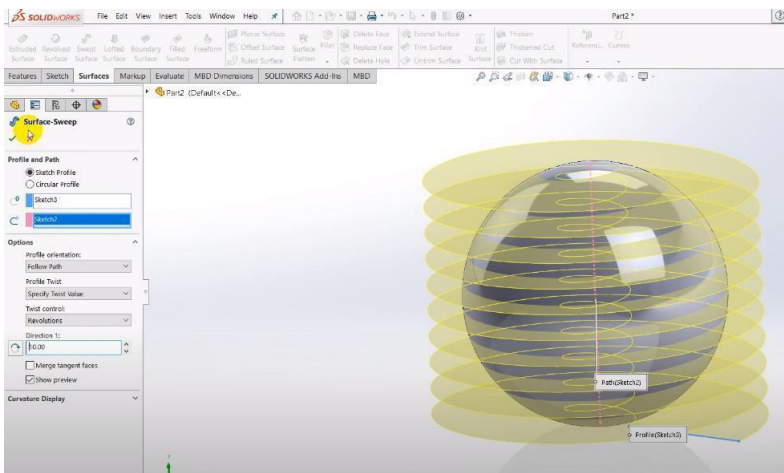 SOLIDWORKS File Edit View Insert Tools Window Help Part2 *
Extruded Surface Revolved Surface Swept Surface Lofted Surface Boundary Surface Filled Surface Freeform
Planar Surface Offset Surface Ruled Surface
Surface Flatten Fillet
Delete Face Replace Face Delete Hole
Extend Surface Trim Surface Untrim Surface
Knit Surface Thicken Thickened Cut Cut With Surface
Referenc... Curves
Features Sketch Surfaces Markup Evaluate MBD Dimensions SOLIDWORKS Add-Ins MBD
Part2 (Default<<De...
Surface-Sweep
Profile and Path
Sketch Profile
Circular Profile
Sketch3
Sketch2
Options
Profile orientation:
Follow Path
Profile Twist
Specify Twist Value
Twist control:
Revolutions
Direction 1:
10.00
Merge tangent faces
Show preview
Curvature Display
Path(Sketch2)
Profile(Sketch3)
Y